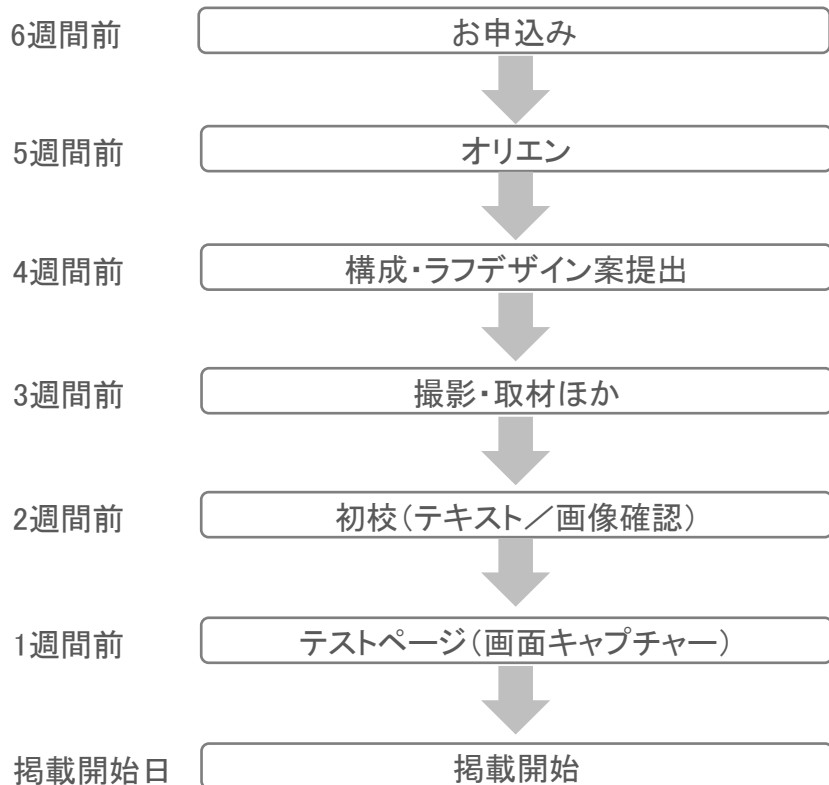 6週間前 お申込み
5週間前 オリエン
4週間前 構成・ラフデザイン案提出
3週間前 撮影・取材ほか
2週間前 初校（テキスト／画像確認）
1週間前 テストページ（画面キャプチャー）
掲載開始日 掲載開始